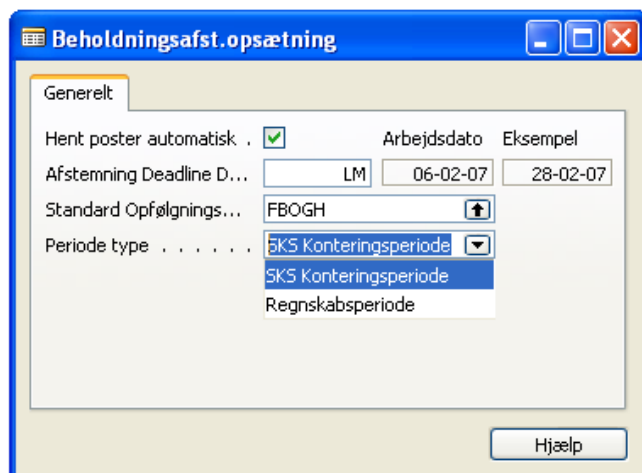 Beholdningsafst.opsætning
Generelt
Hent poster automatisk . Arbejdsdato Eksempel
Afstemning Deadline D... LM 06-02-07 28-02-07
Standard Opfølgnings... FBOGH
Periode type . . . . . . SKS Konteringsperiode
SKS Konteringsperiode
Regnskabsperiode
Hjælp